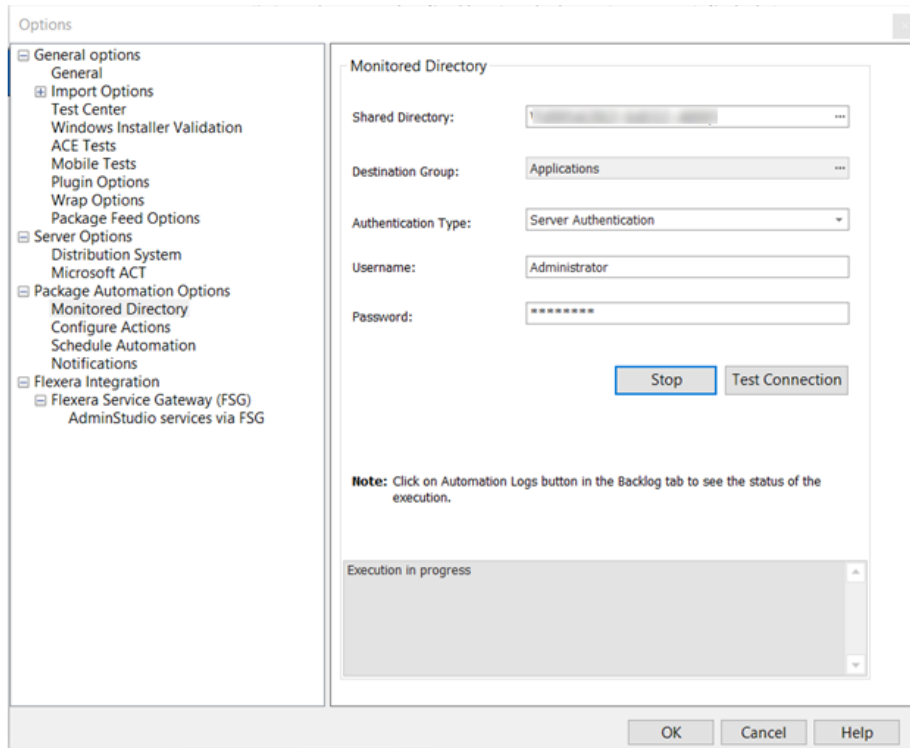 Options
General options
General
Import Options
Test Center
Windows Installer Validation
ACE Tests
Mobile Tests
Plugin Options
Wrap Options
Package Feed Options
Server Options
Distribution System
Microsoft ACT
Package Automation Options
Monitored Directory
Configure Actions
Schedule Automation
Notifications
Flexera Integration
Flexera Service Gateway (FSG)
AdminStudio services via FSG
Monitored Directory
Shared Directory:
Destination Group: Applications
Authentication Type: Server Authentication
Username: Administrator
Password: ********
Stop Test Connection
Note: Click on Automation Logs button in the Backlog tab to see the status of the
execution.
Execution in progress
OK Cancel Help